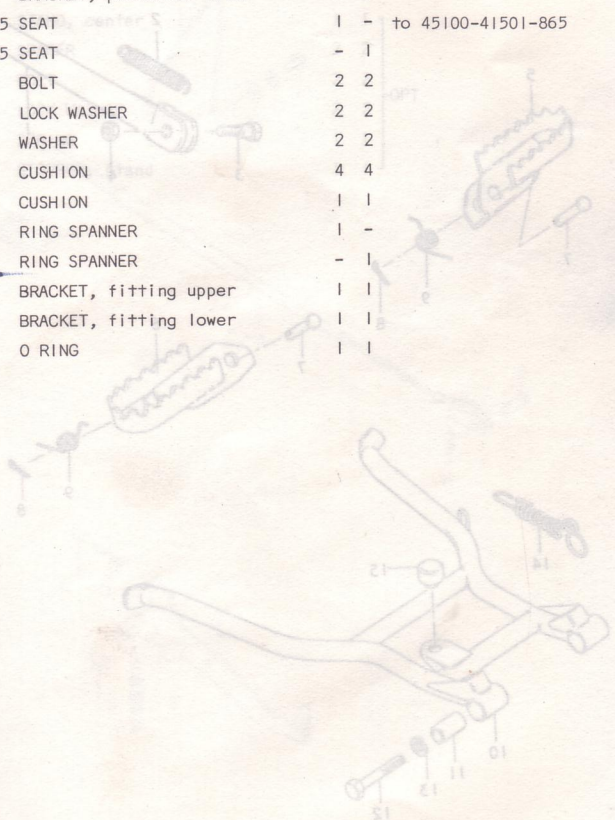 5 SEAT 1 - to 45100-41501-865
5 SEAT - 1
BOLT 2 2
LOCK WASHER 2 2
WASHER 2 2
CUSHION 4 4
CUSHION 1 1
RING SPANNER 1 -
RING SPANNER - 1
BRACKET, fitting upper 1 1
BRACKET, fitting lower 1 1
O RING 1 1